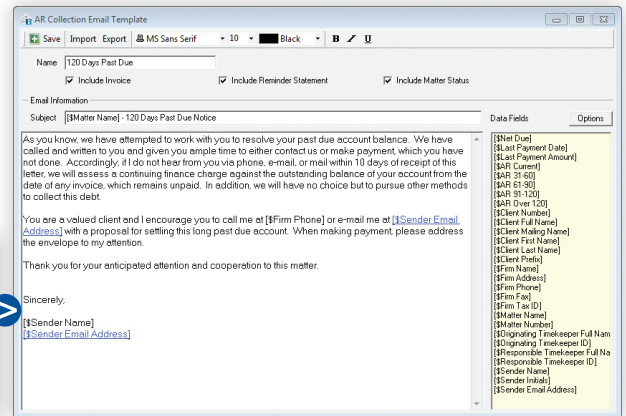 AR Collection Email Template
Save Import Export MS Sans Serif 10 Black B I U
Name 120 Days Past Due
Include Invoice Include Reminder Statement Include Matter Status
Email Information
Subject [$Matter Name] - 120 Days Past Due Notice Data Fields Options
As you know, we have attempted to work with you to resolve your past due account balance. We have
called and written to you and given you ample time to either contact us or make payment, which you have
not done. Accordingly, if I do not hear from you via phone, e-mail, or mail within 10 days of receipt of this
letter, we will assess a continuing finance charge against the outstanding balance of your account from the
date of any invoice, which remains unpaid. In addition, we will have no choice but to pursue other methods
to collect this debt.
You are a valued client and I encourage you to call me at [$Firm Phone] or e-mail me at [$Sender Email
Address] with a proposal for settling this long past due account. When making payment, please address
the envelope to my attention.
Thank you for your anticipated attention and cooperation to this matter.
Sincerely,
[$Sender Name]
[$Sender Email Address]
[$Net Due]
[$Last Payment Date]
[$Last Payment Amount]
[$AR Current]
[$AR 31-60]
[$AR 61-90]
[$AR 91-120]
[$AR Over 120]
[$Client Number]
[$Client Full Name]
[$Client Mailing Name]
[$Client First Name]
[$Client Last Name]
[$Client Prefix]
[$Firm Name]
[$Firm Address]
[$Firm Phone]
[$Firm Fax]
[$Firm Tax ID]
[$Matter Name]
[$Matter Number]
[$Originating Timekeeper Full Nam
[$Originating Timekeeper ID]
[$Responsible Timekeeper Full Na
[$Responsible Timekeeper ID]
[$Sender Name]
[$Sender Initials]
[$Sender Email Address]